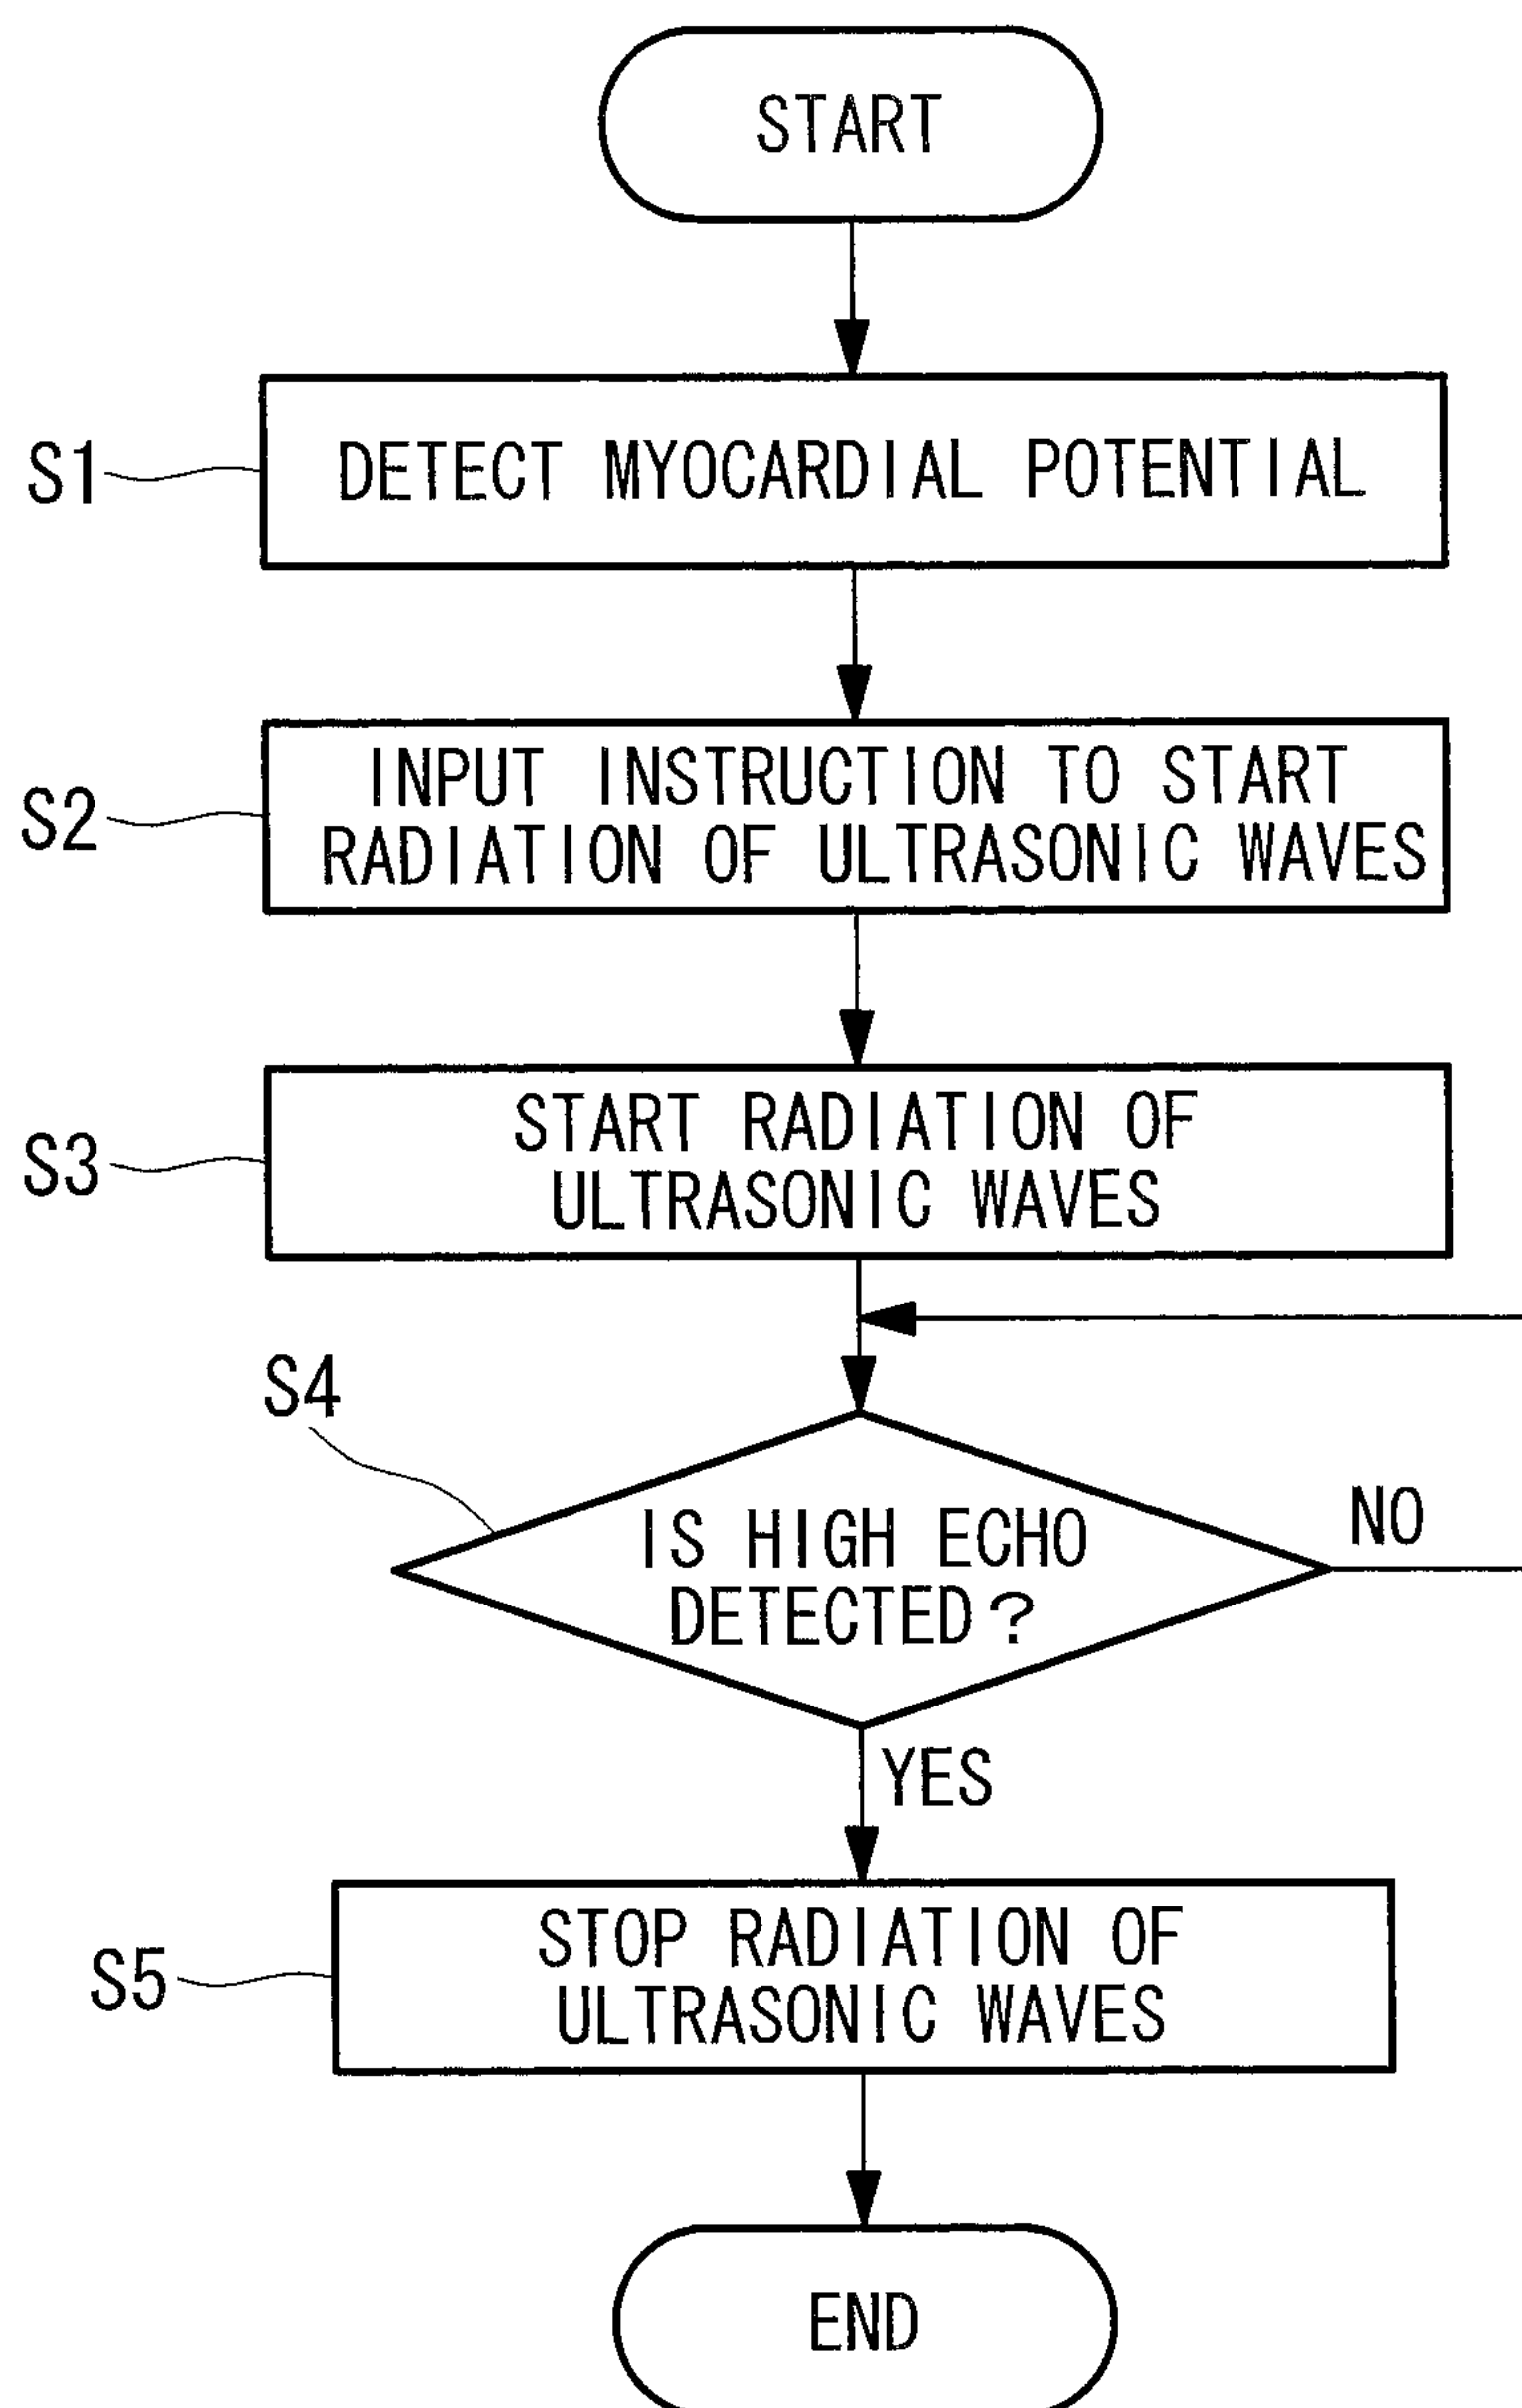 START
S1
DETECT MYOCARDIAL POTENTIAL
S2
INPUT INSTRUCTION TO START
RADIATION OF ULTRASONIC WAVES
S3
START RADIATION OF
ULTRASONIC WAVES
S4
IS HIGH ECHO
DETECTED?
NO
YES
S5
STOP RADIATION OF
ULTRASONIC WAVES
END